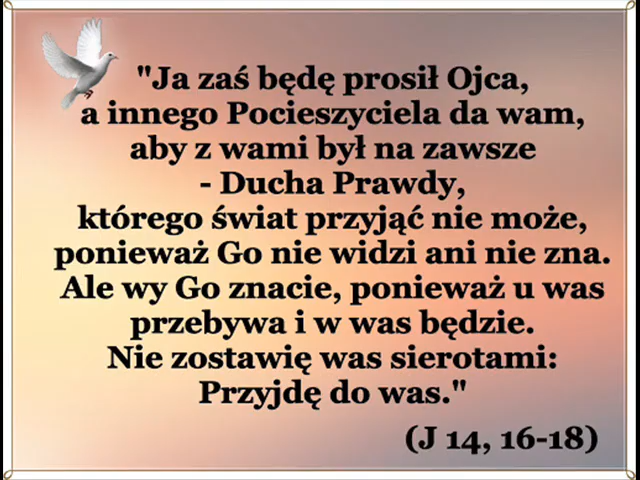 "Ja zaś będę prosił Ojca,
a innego Pocieszyciela da wam,
aby z wami był na zawsze
- Ducha Prawdy,
którego świat przyjąć nie może,
ponieważ Go nie widzi ani nie zna.
Ale wy Go znacie, ponieważ u was
przebywa i w was będzie.
Nie zostawię was sierotami:
Przyjdę do was."
(J 14, 16-18)